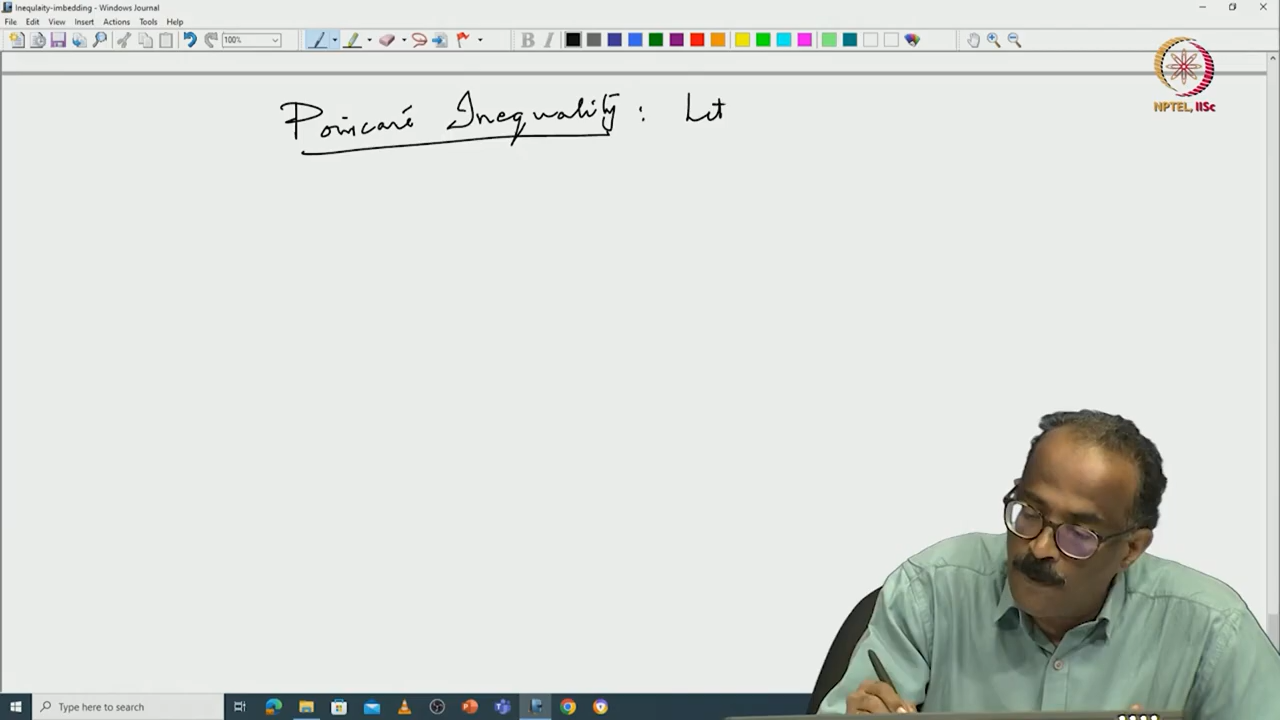 Inequlaity-imbedding - Windows Journal
File Edit View Insert Actions Tools Help
100%
B I
NPTEL, IISc
Poincaré Inequality : Let
Type here to search